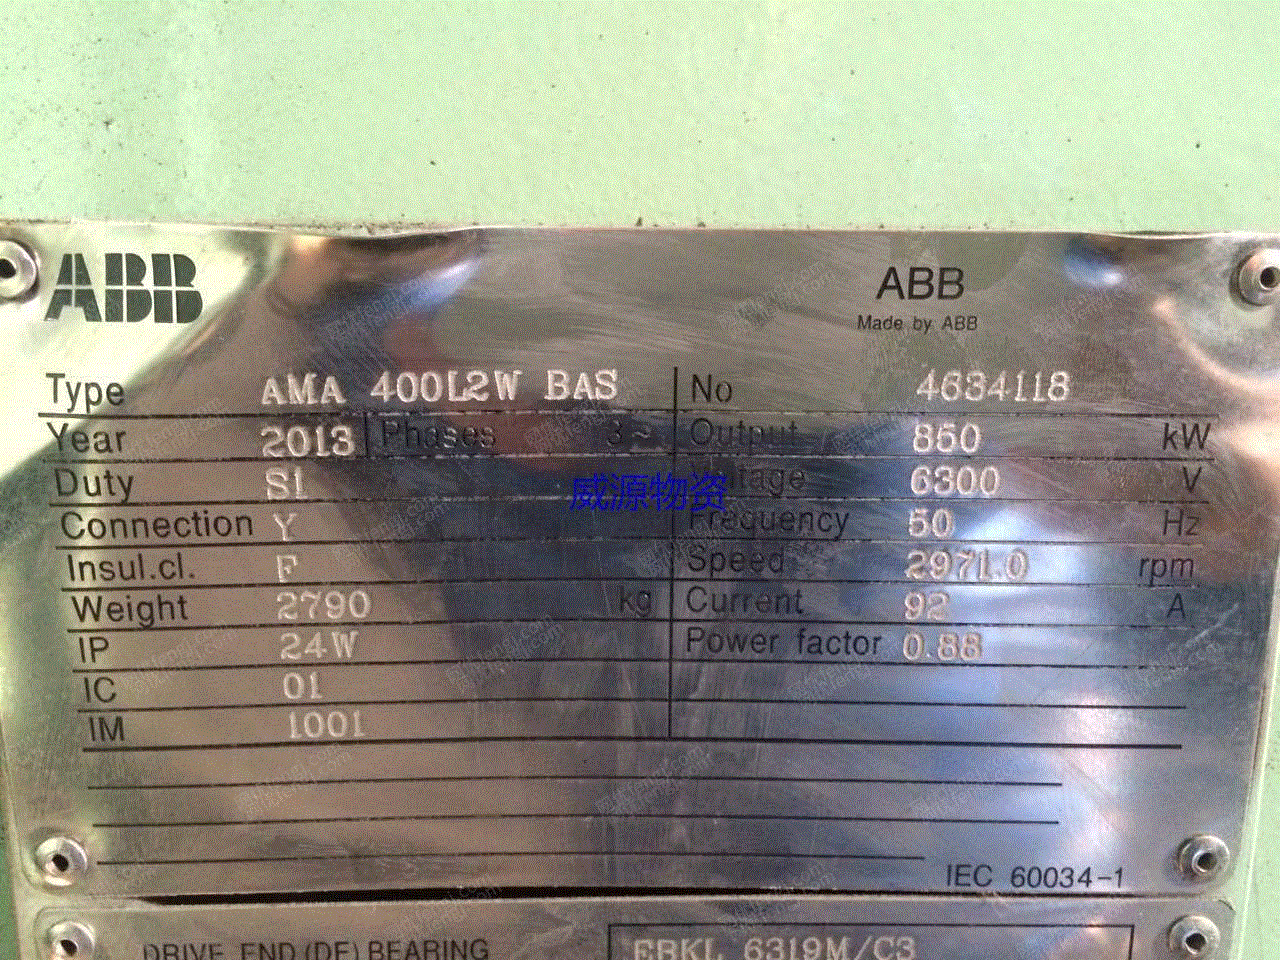 ABB
ABB
Made by ABB
Type AMA 400L2W BAS No 4634118
Year 2013 Phases 3~ Output 850 kW
Duty S1 Voltage 6300 V
威源物资
Connection Y Frequency 50 Hz
Insul.cl. F Speed 2971.0 rpm
Weight 2790 kg Current 92 A
IP 24W Power factor 0.88
IC 01
IM 1001
IEC 60034-1
DRIVE END (DE) BEARING 6319M/C3